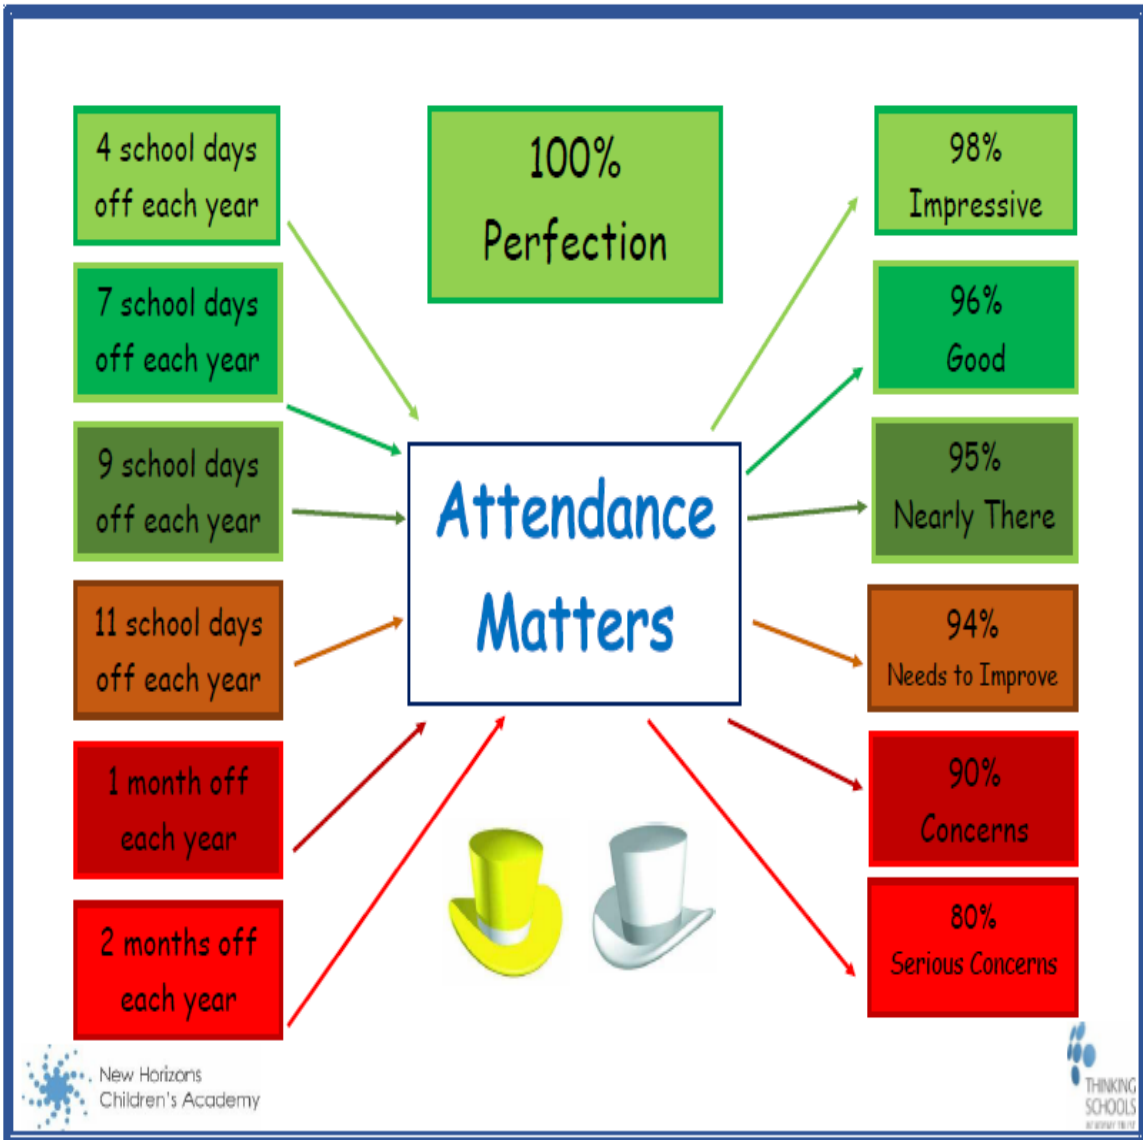 4 school days
off each year
100%
Perfection
98%
Impressive
7 school days
off each year
96%
Good
9 school days
off each year
95%
Nearly There
Attendance
Matters
11 school days
off each year
94%
Needs to Improve
1 month off
each year
90%
Concerns
2 months off
each year
80%
Serious Concerns
New Horizons
Children's Academy
THINKING
SCHOOLS
ACADEMY TRUST